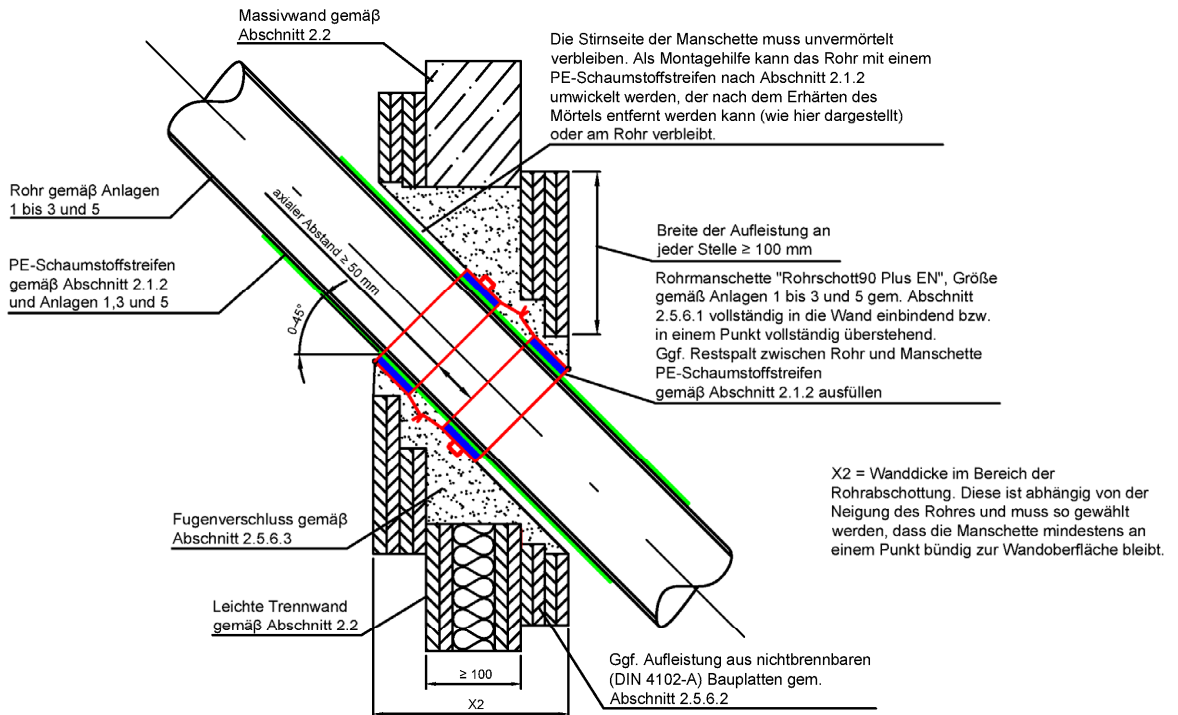 Massivwand gemäß
Abschnitt 2.2
Die Stirnseite der Manschette muss unvermörtelt
verbleiben. Als Montagehilfe kann das Rohr mit einem
PE-Schaumstoffstreifen nach Abschnitt 2.1.2
umwickelt werden, der nach dem Erhärten des
Mörtels entfernt werden kann (wie hier dargestellt)
oder am Rohr verbleibt.
Rohr gemäß Anlagen
1 bis 3 und 5
axialer Abstand ≥ 50 mm
Breite der Aufleistung an
jeder Stelle ≥ 100 mm
PE-Schaumstoffstreifen
gemäß Abschnitt 2.1.2
und Anlagen 1,3 und 5
0-45°
Rohrmanschette "Rohrschott90 Plus EN", Größe
gemäß Anlagen 1 bis 3 und 5 gem. Abschnitt
2.5.6.1 vollständig in die Wand einbindend bzw.
in einem Punkt vollständig überstehend.
Ggf. Restspalt zwischen Rohr und Manschette
PE-Schaumstoffstreifen
gemäß Abschnitt 2.1.2 ausfüllen
X2 = Wanddicke im Bereich der
Rohrabschottung. Diese ist abhängig von der
Neigung des Rohres und muss so gewählt
werden, dass die Manschette mindestens an
einem Punkt bündig zur Wandoberfläche bleibt.
Fugenverschluss gemäß
Abschnitt 2.5.6.3
Leichte Trennwand
gemäß Abschnitt 2.2
Ggf. Aufleistung aus nichtbrennbaren
(DIN 4102-A) Bauplatten gem.
Abschnitt 2.5.6.2
≥ 100
X2